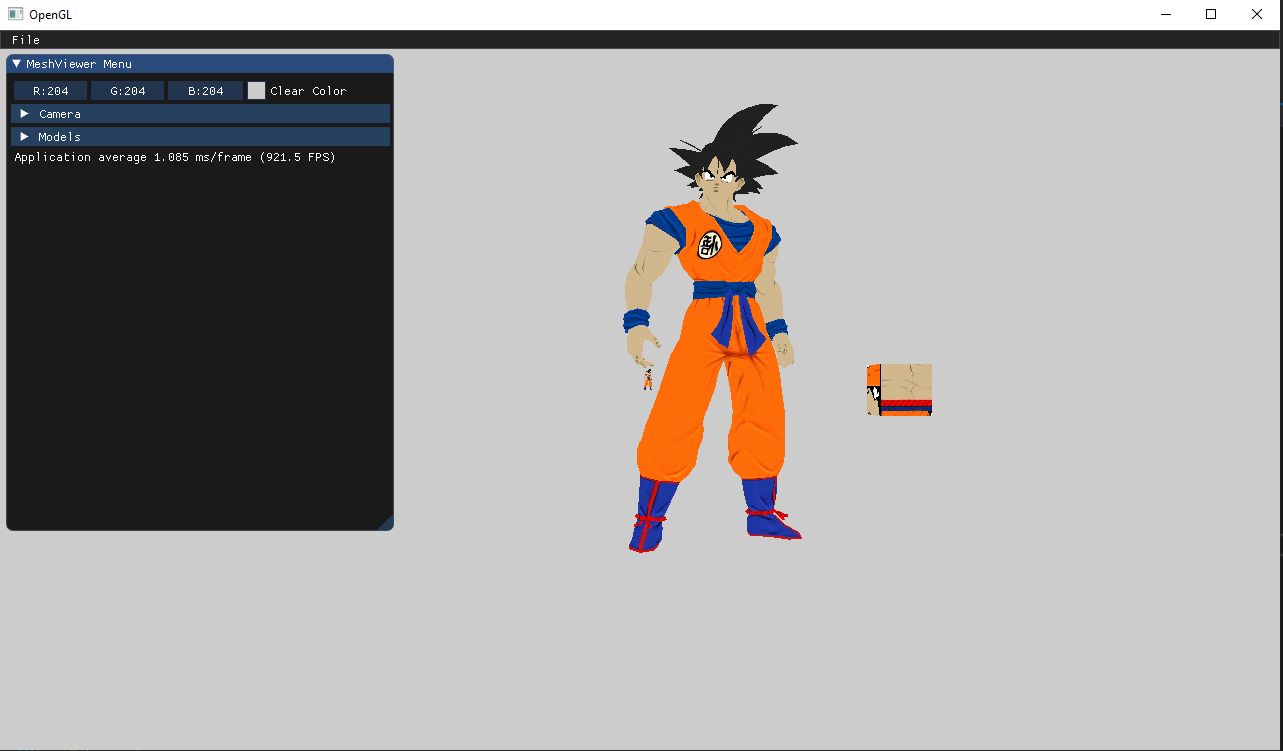 OpenGL
File
MeshViewer Menu
R:204 G:204 B:204 Clear Color
Camera
Models
Application average 1.085 ms/frame (921.5 FPS)